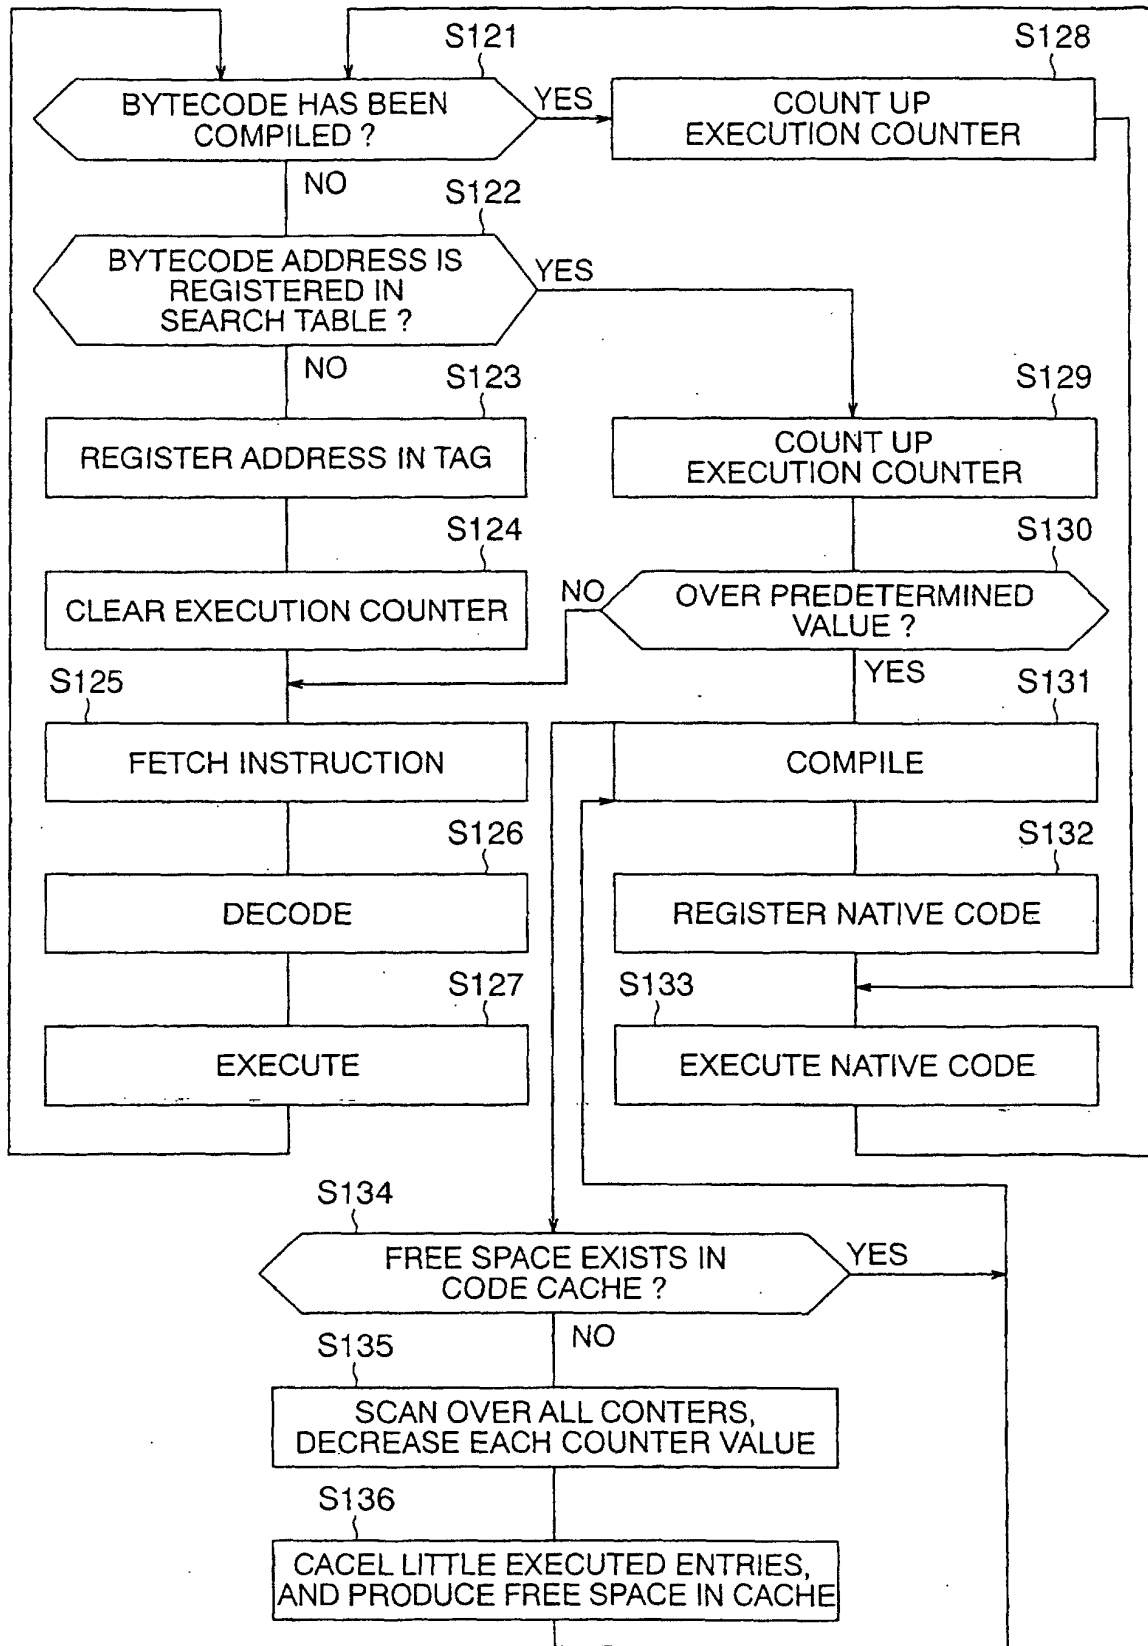 S121
BYTECODE HAS BEEN
COMPILED ?
YES
NO
S128
COUNT UP
EXECUTION COUNTER
S122
BYTECODE ADDRESS IS
REGISTERED IN
SEARCH TABLE ?
YES
NO
S123
REGISTER ADDRESS IN TAG
S129
COUNT UP
EXECUTION COUNTER
S124
CLEAR EXECUTION COUNTER
S130
NO
OVER PREDETERMINED
VALUE ?
YES
S125
FETCH INSTRUCTION
S131
COMPILE
S126
DECODE
S132
REGISTER NATIVE CODE
S127
EXECUTE
S133
EXECUTE NATIVE CODE
S134
FREE SPACE EXISTS IN
CODE CACHE ?
YES
NO
S135
SCAN OVER ALL CONTERS,
DECREASE EACH COUNTER VALUE
S136
CACEL LITTLE EXECUTED ENTRIES,
AND PRODUCE FREE SPACE IN CACHE